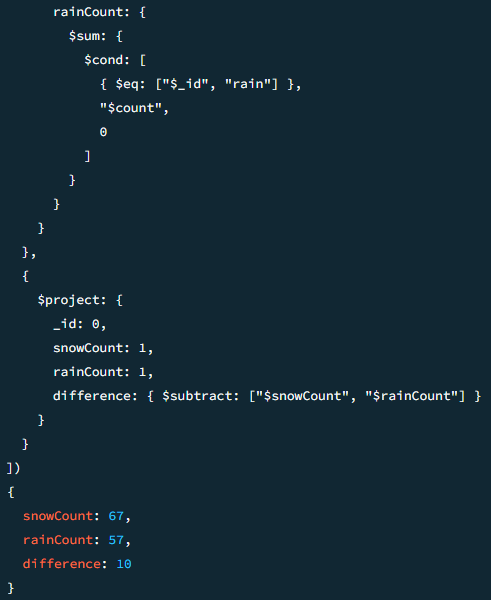 rainCount: {
$sum: {
$cond: [
{ $eq: ["$_id", "rain"] },
"$count",
0
]
}
}
}
},
{
$project: {
_id: 0,
snowCount: 1,
rainCount: 1,
difference: { $subtract: ["$snowCount", "$rainCount"] }
}
}
])
{
snowCount: 67,
rainCount: 57,
difference: 10
}